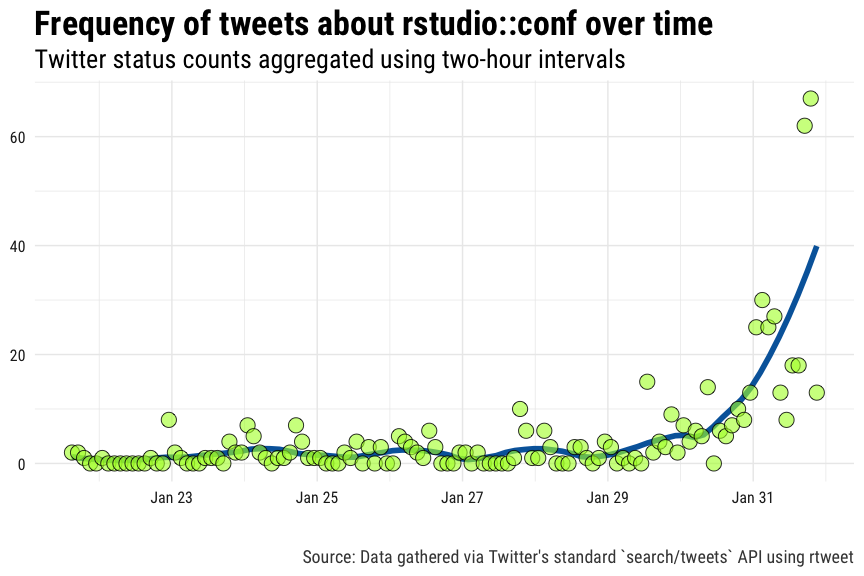 Frequency of tweets about rstudio::conf over time
Twitter status counts aggregated using two-hour intervals
60
40
20
0
Jan 23 Jan 25 Jan 27 Jan 29 Jan 31
Source: Data gathered via Twitter's standard `search/tweets` API using rtweet